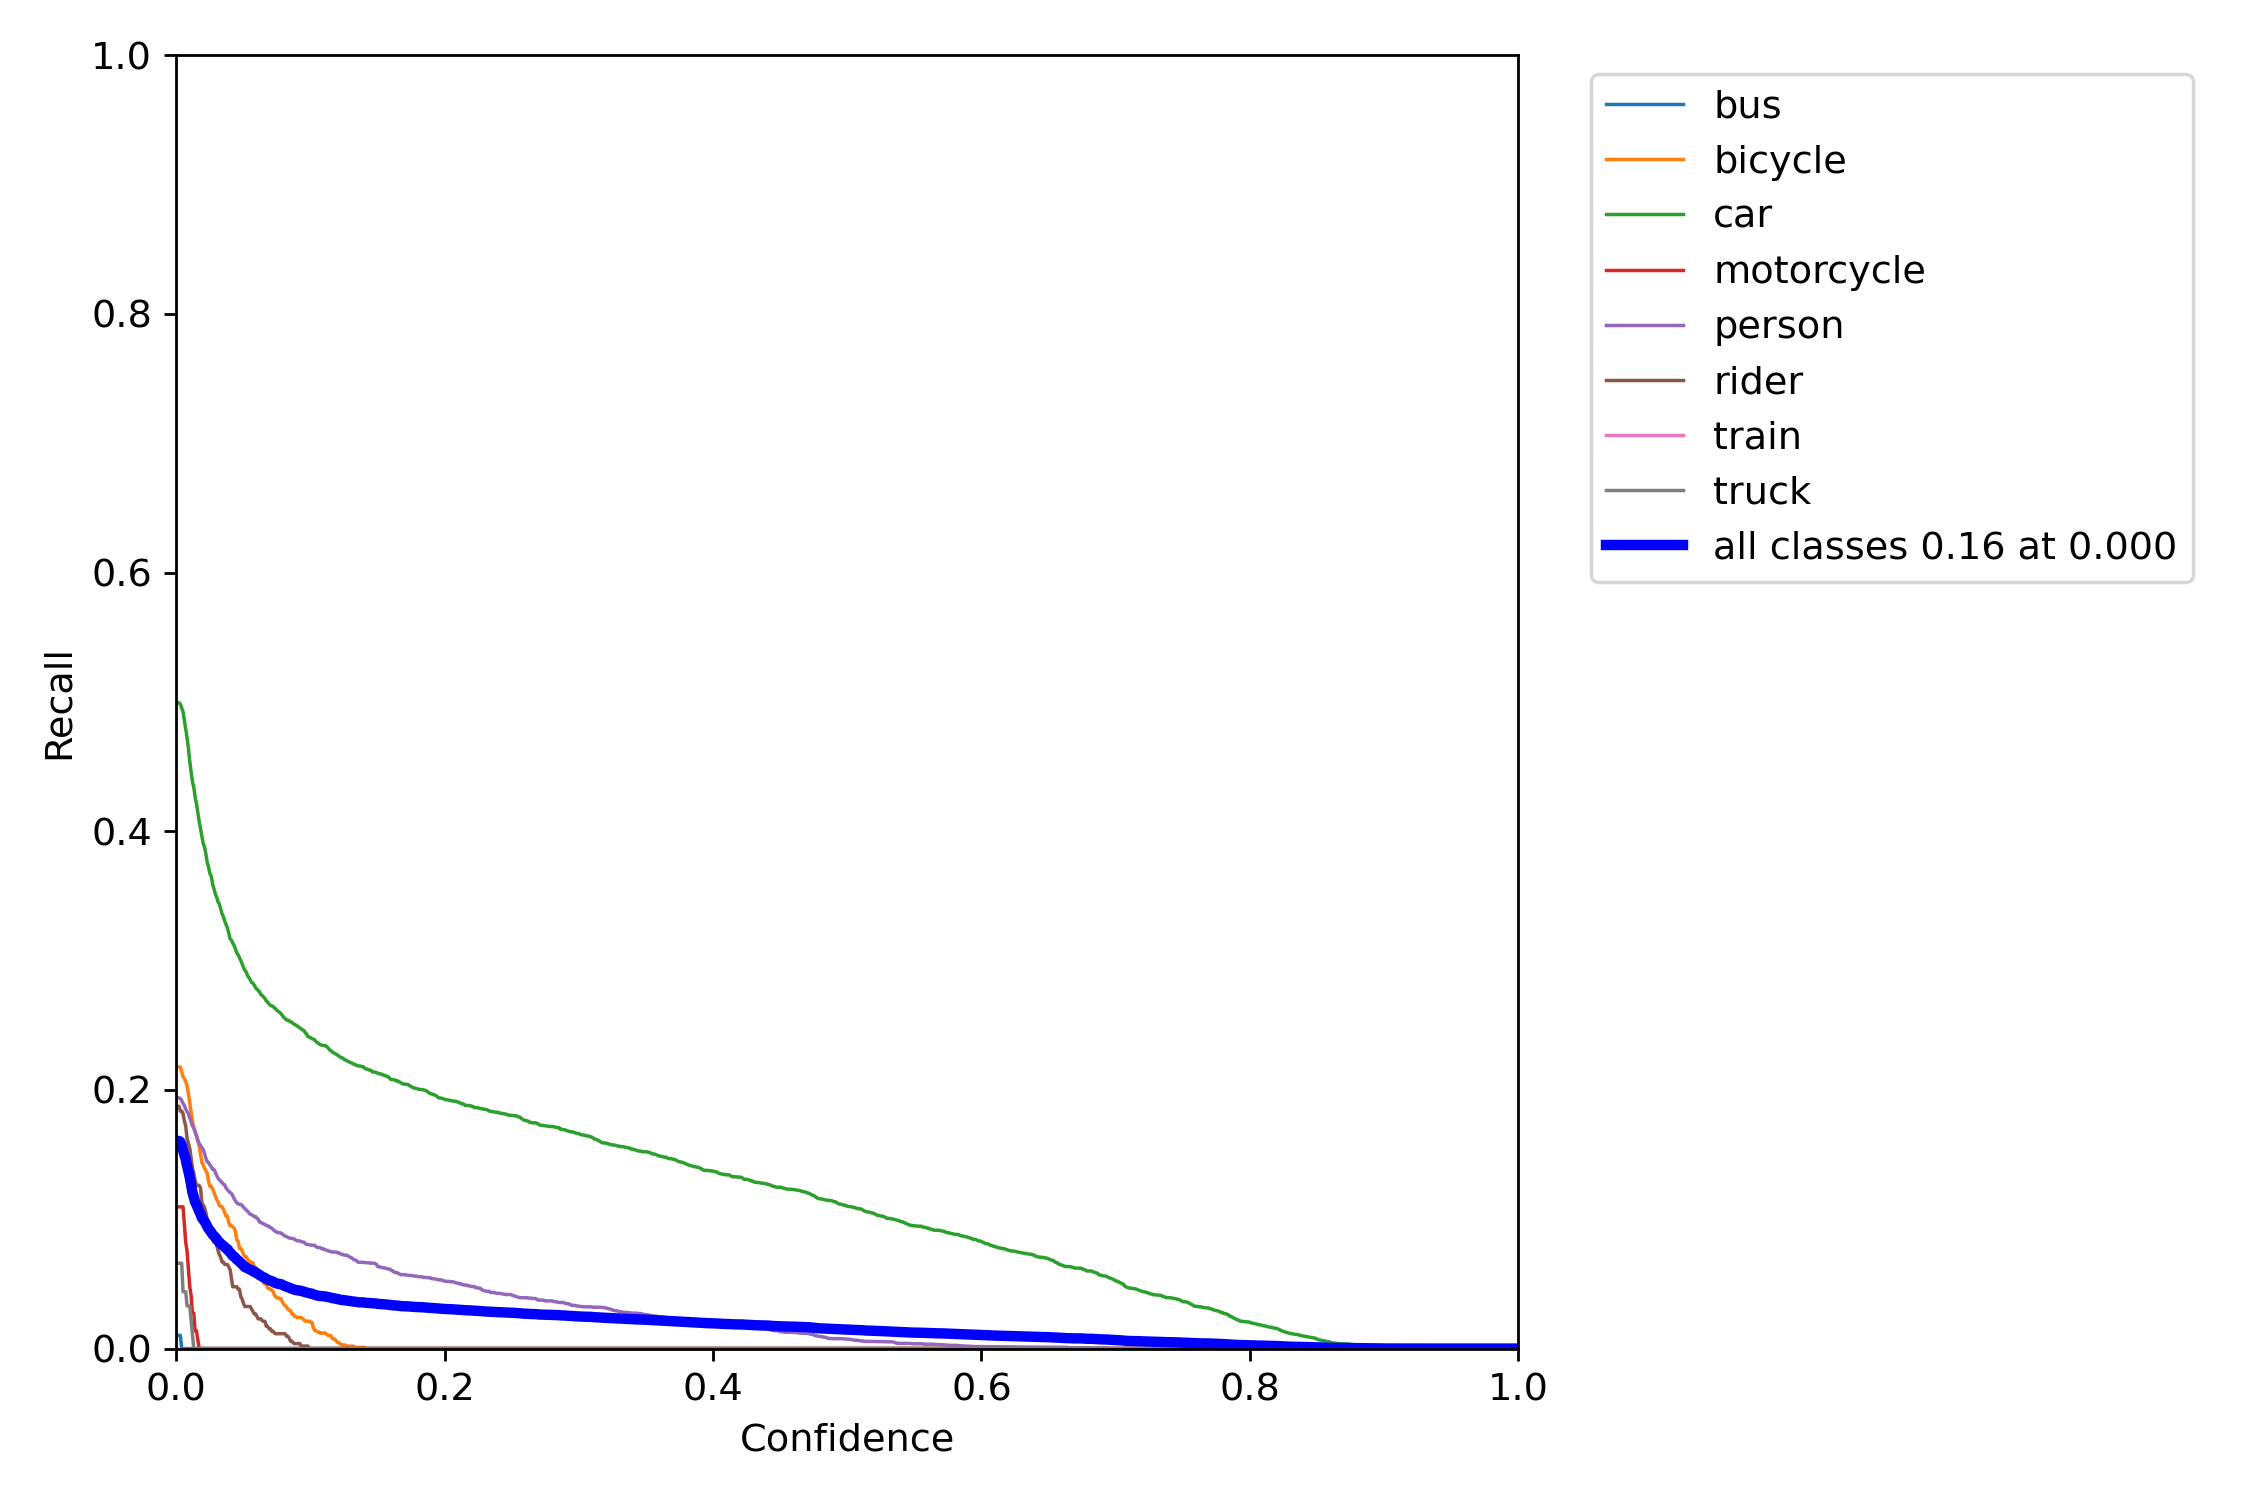 1.0
0.8
0.6
0.4
0.2
0.0
Recall
0.0 0.2 0.4 0.6 0.8 1.0
Confidence
bus
bicycle
car
motorcycle
person
rider
train
truck
all classes 0.16 at 0.000